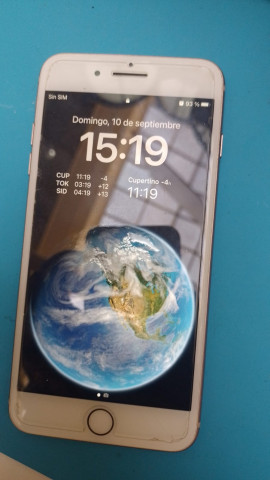 Sin SIM 93 %
Domingo, 10 de septiembre
15:19
CUP 11:19 -4
TOK 03:19 +12
SID 04:19 +13
Cupertino -4
11:19